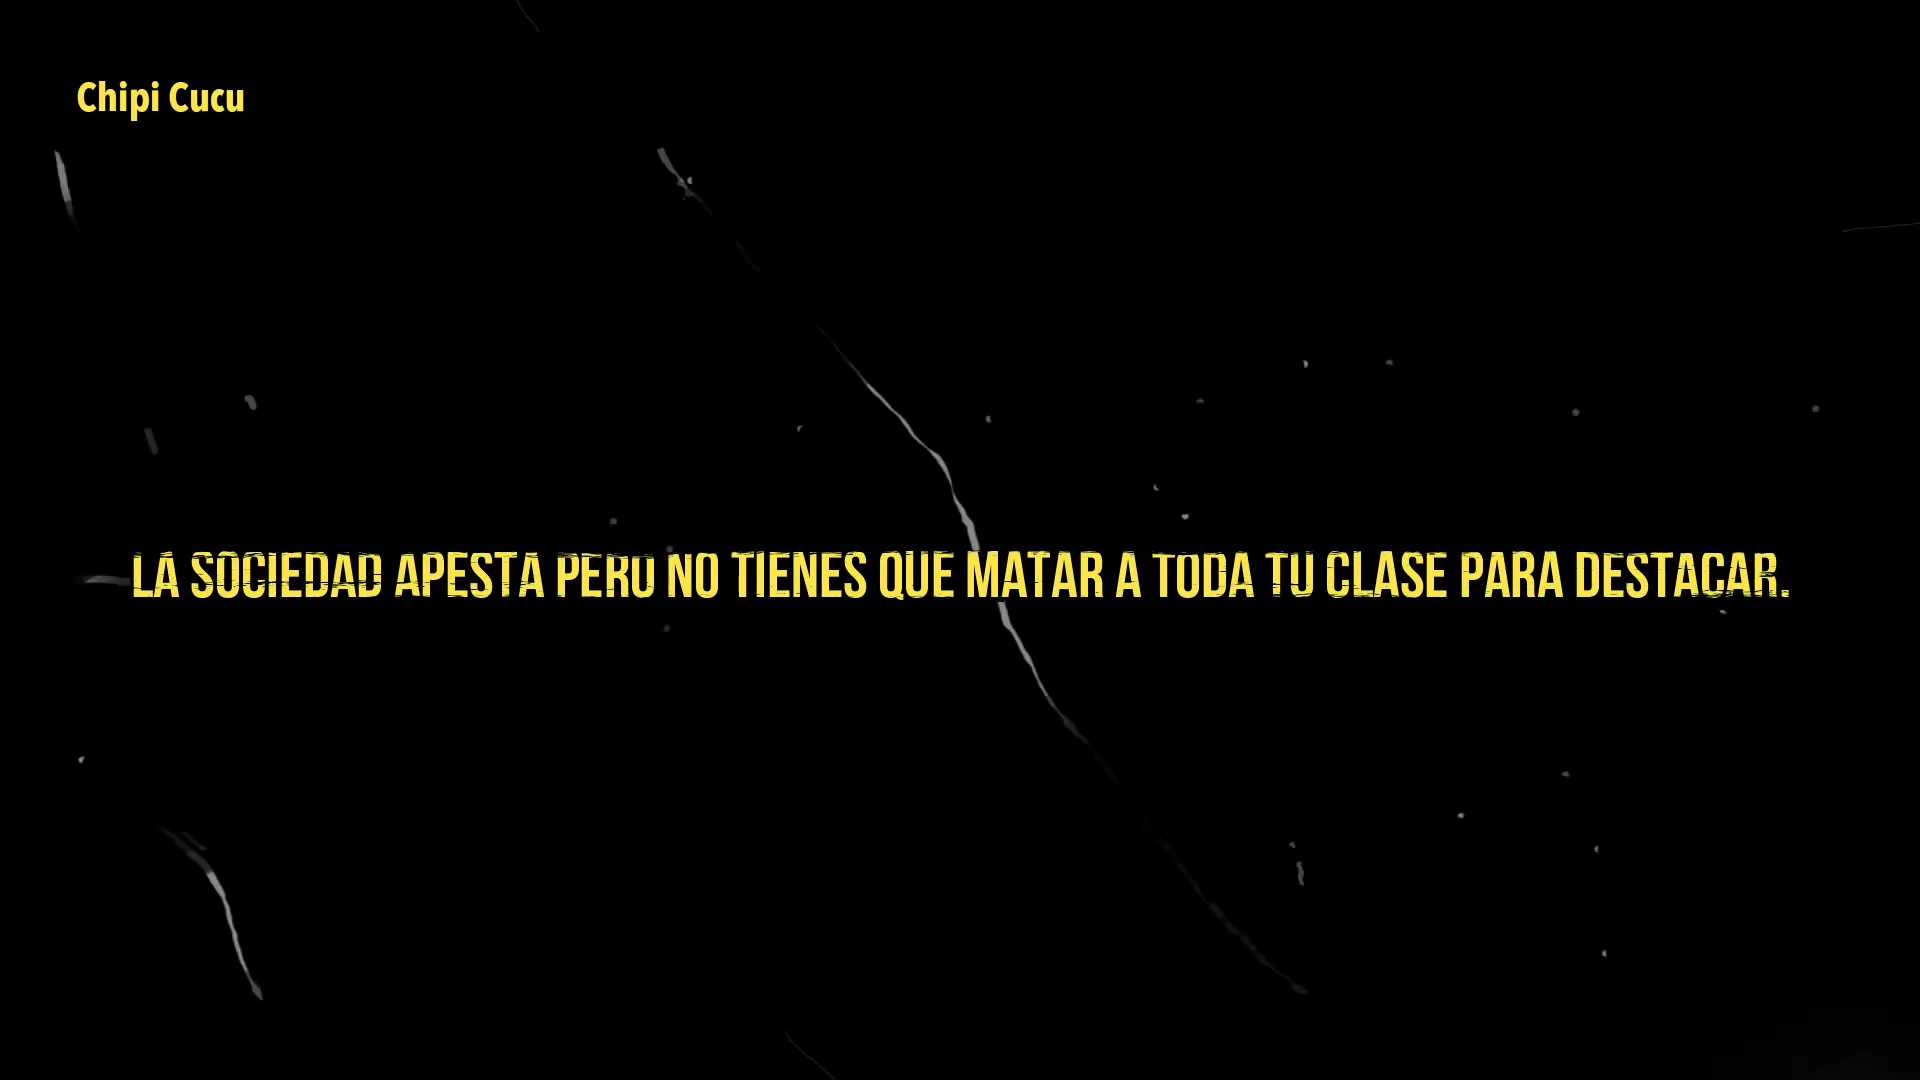 Chipi Cucu
LA SOCIEDAD APESTA PERO NO TIENES QUE MATAR A TODA TU CLASE PARA DESTACAR.